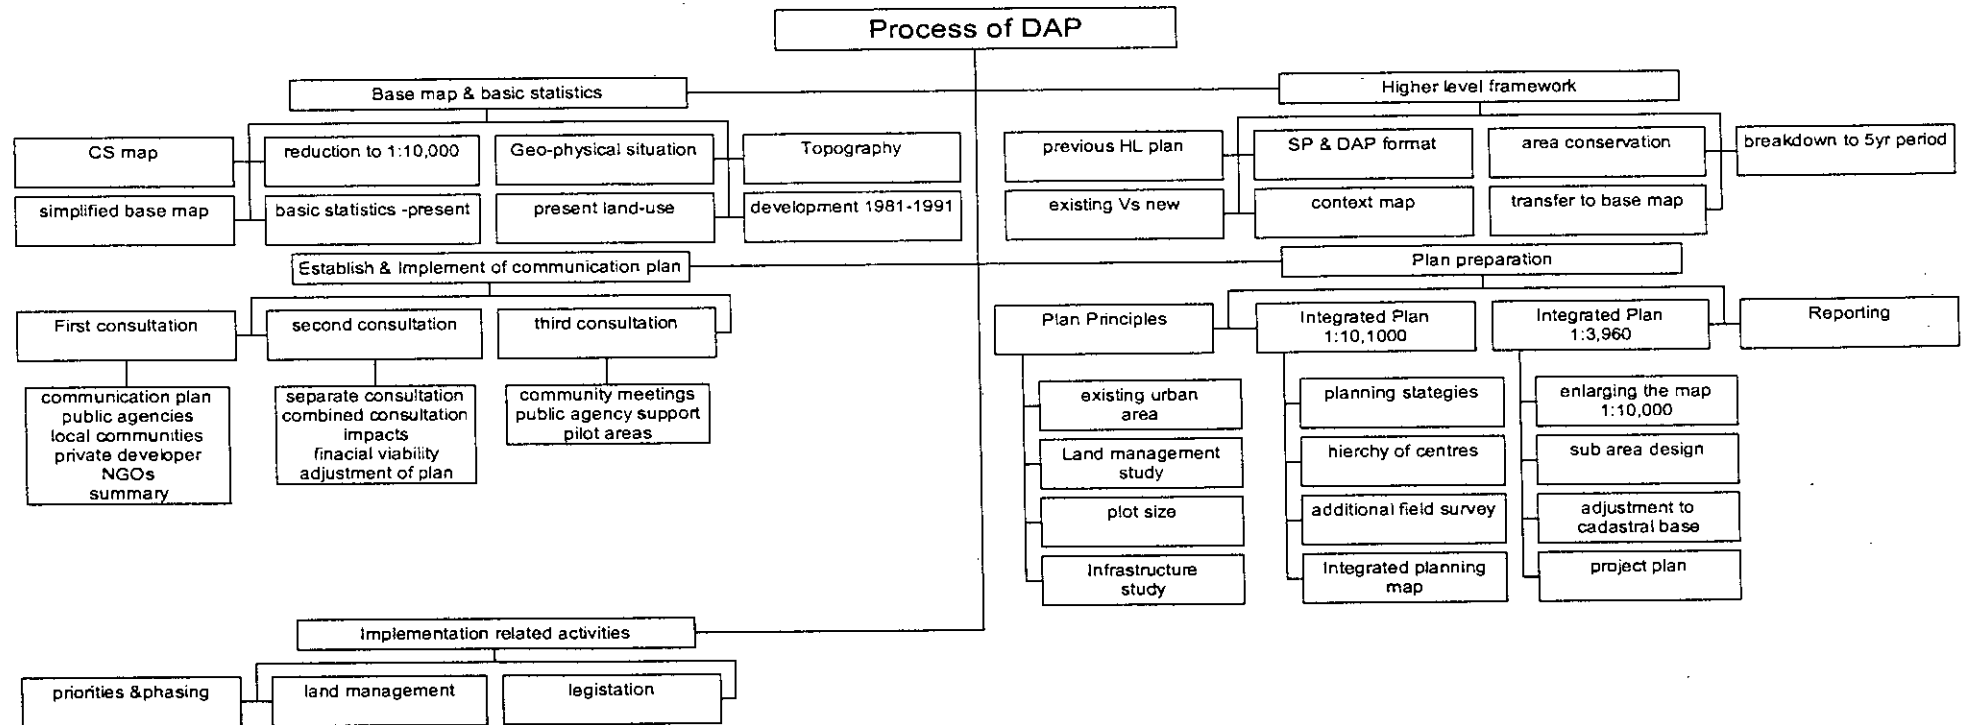 Process of DAP
Base map & basic statistics
Higher level framework
CS map
reduction to 1:10,000
Geo-physical situation
Topography
previous HL plan
SP & DAP format
area conservation
breakdown to 5yr period
simplified base map
basic statistics -present
present land-use
development 1981-1991
existing Vs new
context map
transfer to base map
Establish & Implement of communication plan
Plan preparation
First consultation
second consultation
third consultation
Plan Principles
Integrated Plan
1:10,1000
Integrated Plan
1:3,960
Reporting
communication plan
public agencies
local communities
private developer
NGOs
summary
separate consultation
combined consultation
impacts
finacial viability
adjustment of plan
community meetings
public agency support
pilot areas
existing urban
area
Land management
study
plot size
Infrastructure
study
planning stategies
hierchy of centres
additional field survey
Integrated planning
map
enlarging the map
1:10,000
sub area design
adjustment to
cadastral base
project plan
Implementation related activities
priorities &phasing
land management
legistation